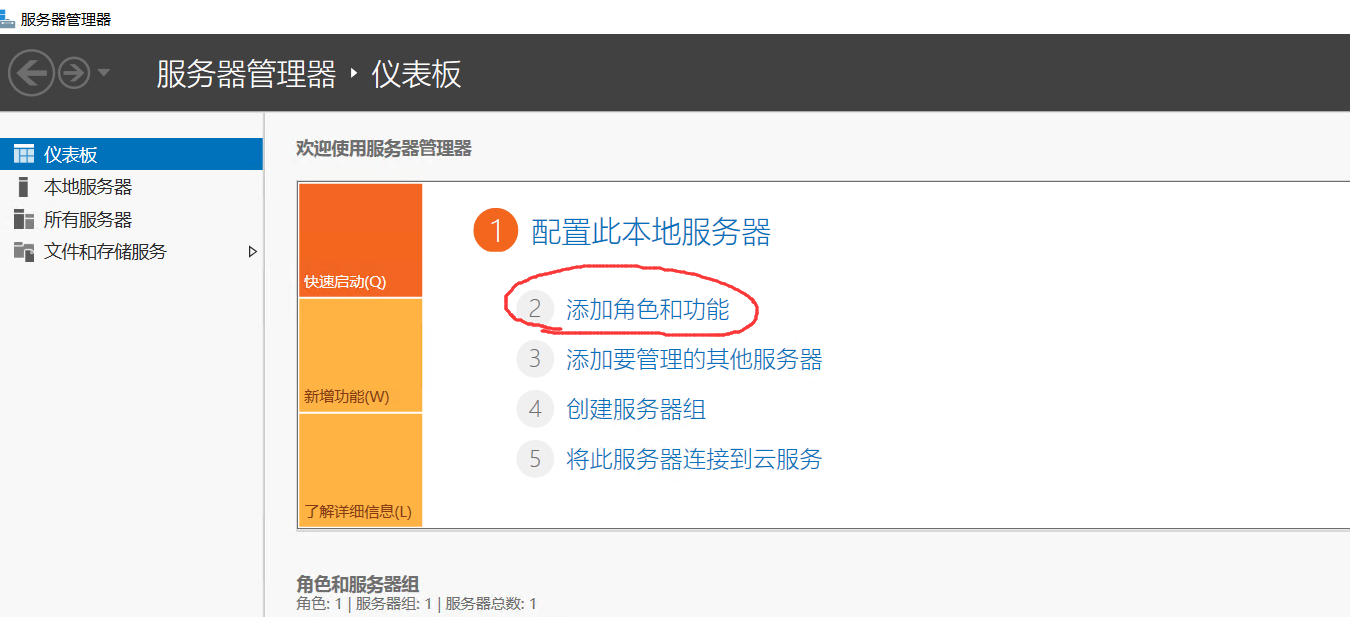 服务器管理器
服务器管理器 ‣ 仪表板
仪表板
本地服务器
所有服务器
文件和存储服务
欢迎使用服务器管理器
快速启动(Q)
新增功能(W)
了解详细信息(L)
1 配置此本地服务器
2 添加角色和功能
3 添加要管理的其他服务器
4 创建服务器组
5 将此服务器连接到云服务
角色和服务器组
角色: 1 | 服务器组: 1 | 服务器总数: 1